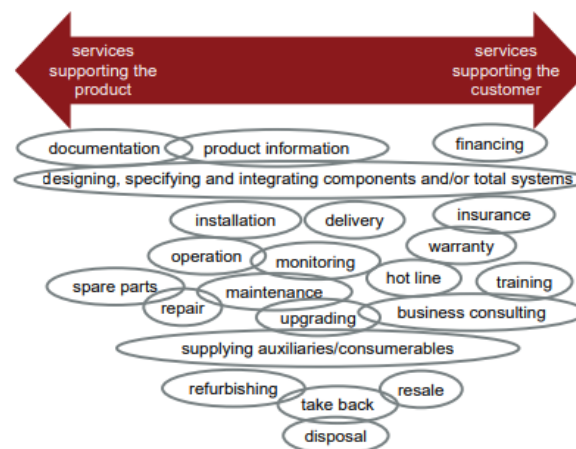 services
supporting the
product
services
supporting the
customer
documentation
product information
financing
designing, specifying and integrating components and/or total systems
installation
delivery
insurance
operation
monitoring
warranty
spare parts
maintenance
hot line
training
repair
upgrading
business consulting
supplying auxiliaries/consumerables
refurbishing
take back
resale
disposal